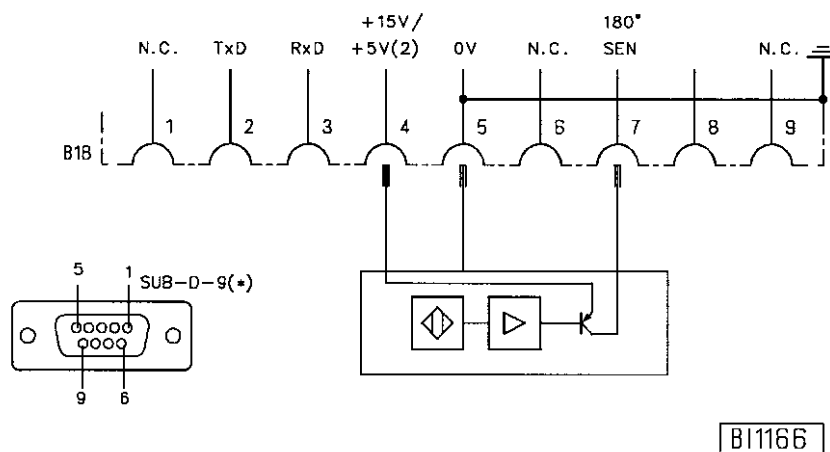 +15V/ 180°
N.C. TxD RxD +5V(2) 0V N.C. SEN N.C.
1 2 3 4 5 6 7 8 9
B1B
5 1 SUB-D-9(*)
9 6
BI1166